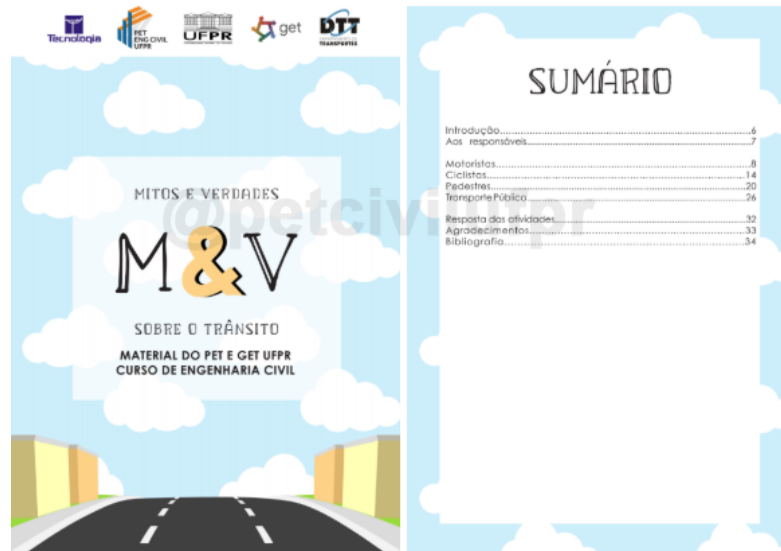 Tecnologia
PET
ENG CIVIL
UFPR
UFPR
get
DTT
TRANSPORTES
MITOS E VERDADES
M&V
SOBRE O TRÂNSITO
MATERIAL DO PET E GET UFPR
CURSO DE ENGENHARIA CIVIL
SUMÁRIO
Introdução...6
Aos responsáveis...7
Motoristas...8
Ciclistas...14
Pedestres...20
Transporte Público...26
Resposta das atividades...32
Agradecimentos...33
Bibliografia...34
@petcivilufpr